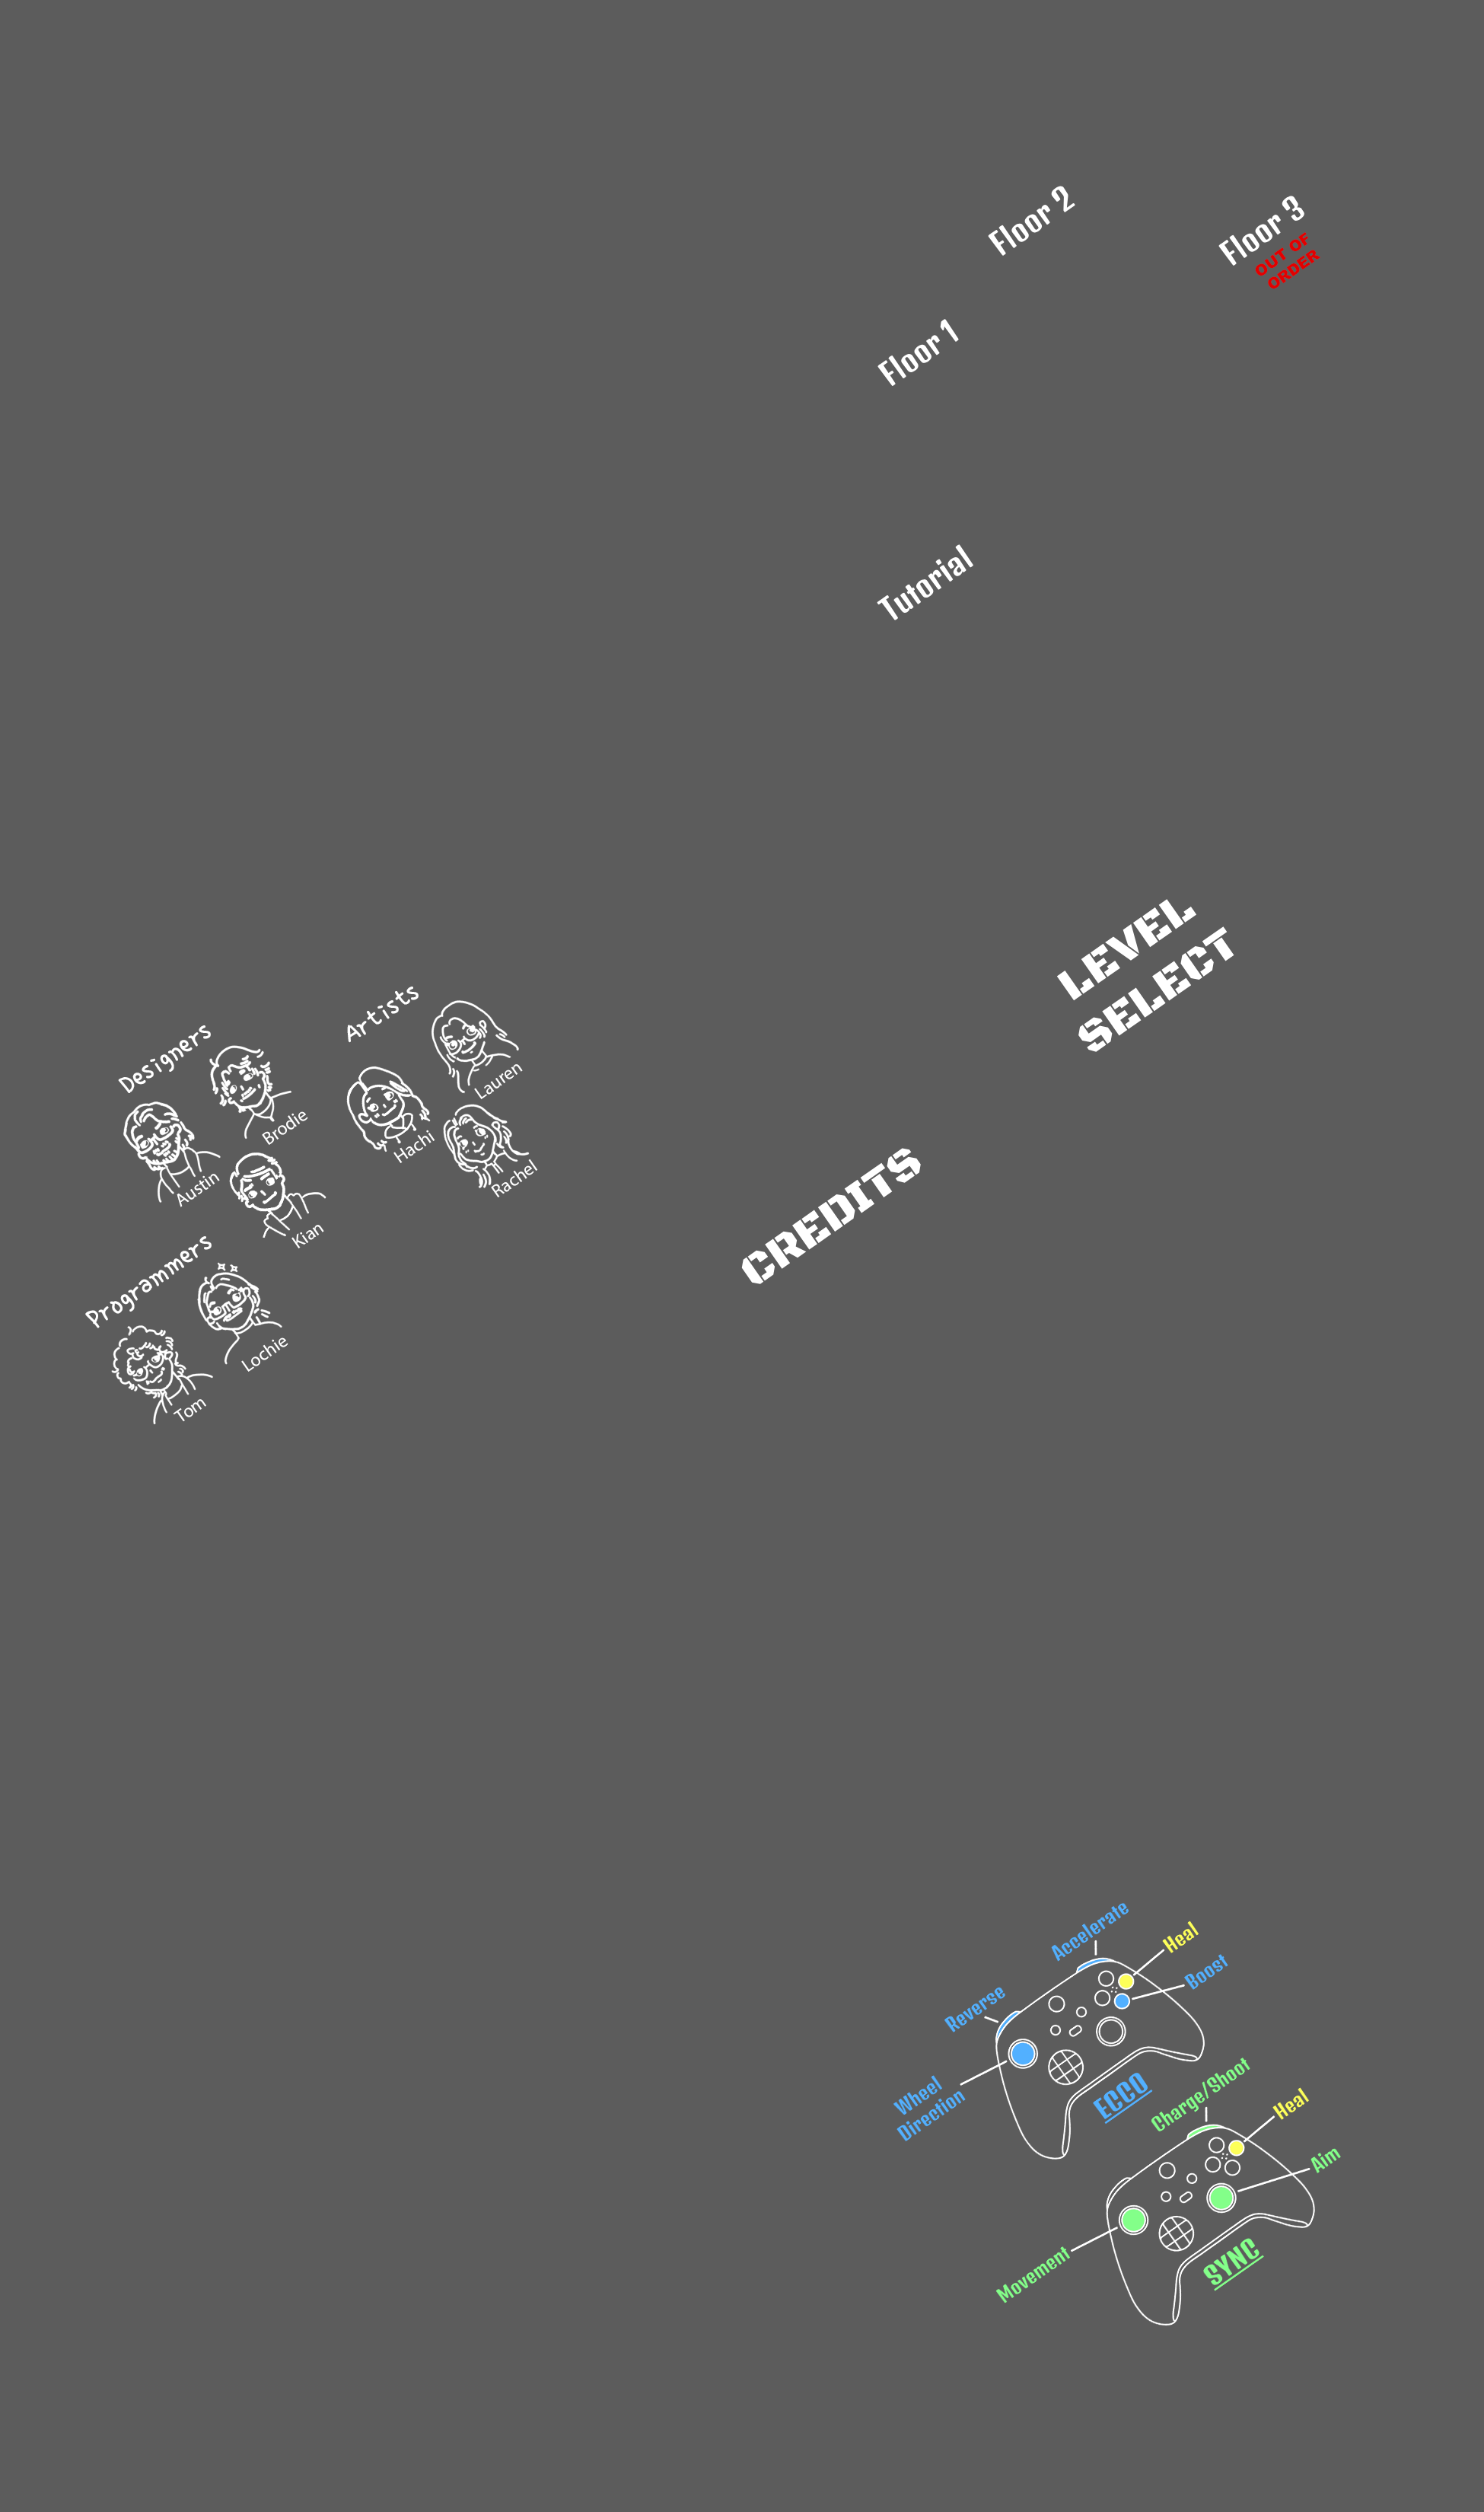 Floor 2
Floor 3
OUT OF
ORDER
Floor 1
Tutorial
LEVEL
SELECT
Designers
Brodie
Austin
Kian
Artists
Lauren
Hachi
Rachel
Programmers
Lochie
Tom
CREDITS
Accelerate
Heal
Boost
Reverse
Wheel
Direction
ECCO
Charge/Shoot
Heal
Aim
Movement
SYNC